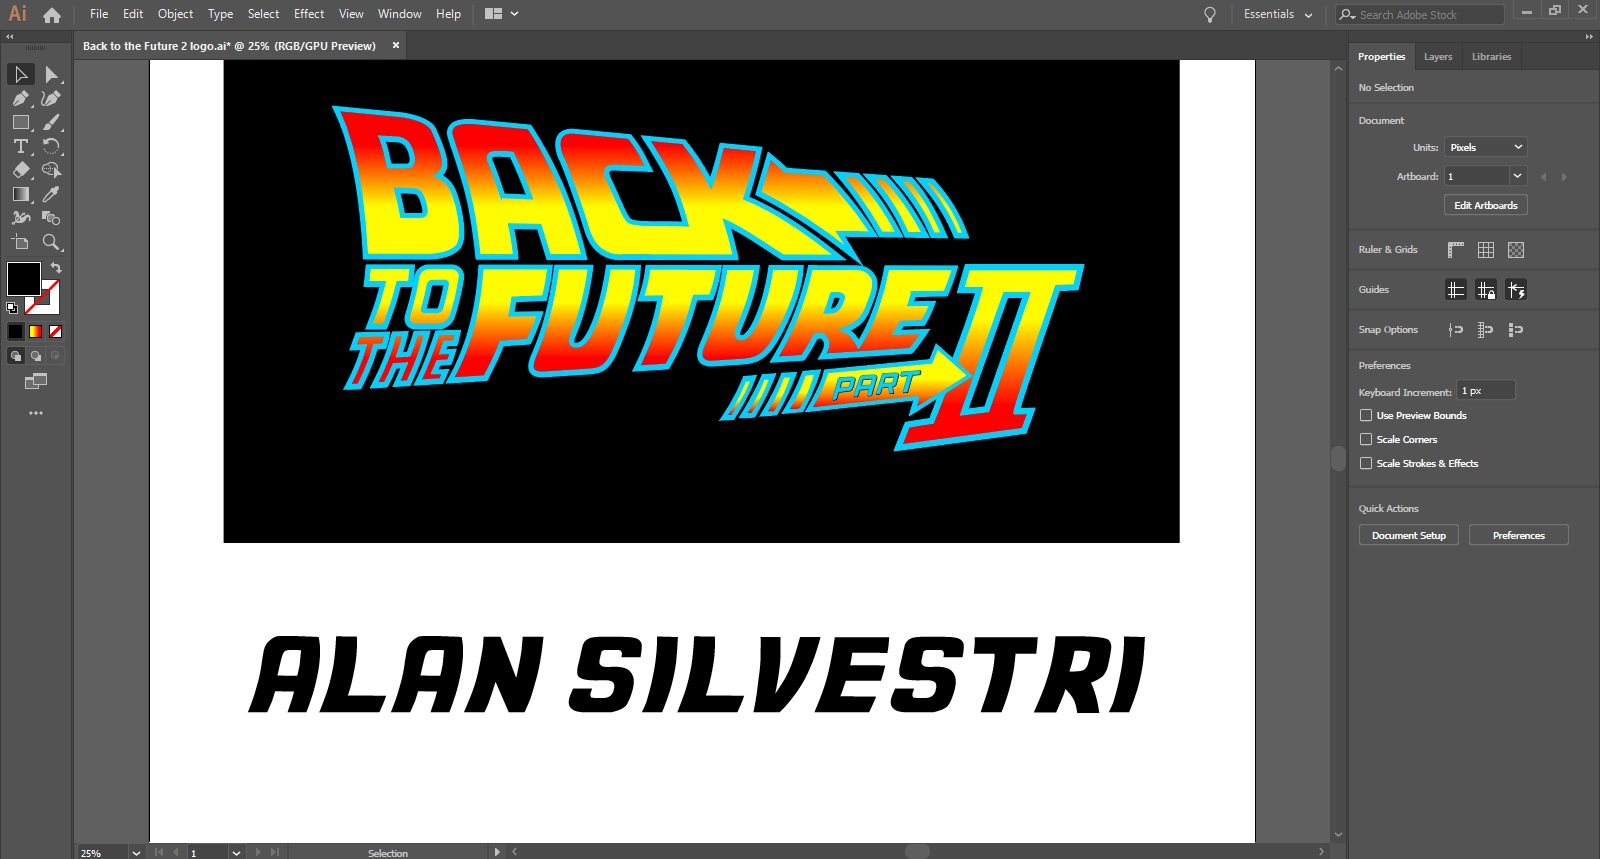 Ai File Edit Object Type Select Effect View Window Help Essentials Search Adobe Stock
Back to the Future 2 logo.ai* @ 25% (RGB/GPU Preview) ×
Properties Layers Libraries
No Selection
Document
Units: Pixels
Artboard: 1
Edit Artboards
Ruler & Grids
Guides
Snap Options
Preferences
Keyboard Increment: 1 px
Use Preview Bounds
Scale Corners
Scale Strokes & Effects
Quick Actions
Document Setup Preferences
BACK
TO
THE
FUTURE
PART
II
ALAN SILVESTRI
25% 1 Selection